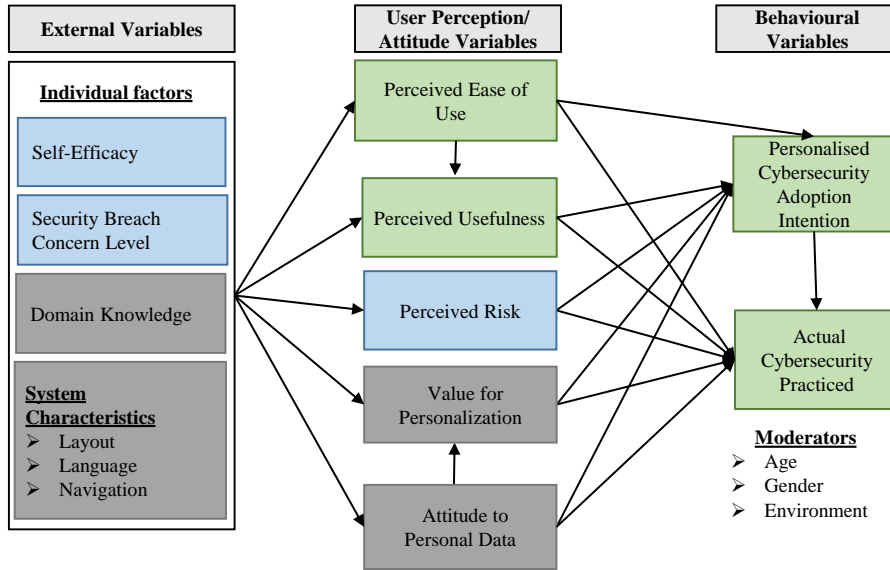 External Variables
Individual factors
Self-Efficacy
Security Breach
Concern Level
Domain Knowledge
System
Characteristics
➢ Layout
➢ Language
➢ Navigation
User Perception/
Attitude Variables
Perceived Ease of
Use
Perceived Usefulness
Perceived Risk
Value for
Personalization
Attitude to
Personal Data
Behavioural
Variables
Personalised
Cybersecurity
Adoption
Intention
Actual
Cybersecurity
Practiced
Moderators
➢ Age
➢ Gender
➢ Environment